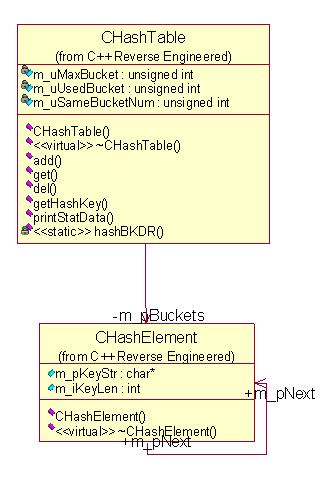 CHashTable
(from C++ Reverse Engineered)
m_uMaxBucket : unsigned int
m_uUsedBucket : unsigned int
m_uSameBucketNum : unsigned int
CHashTable()
<<virtual>> ~CHashTable()
add()
get()
del()
getHashKey()
printStatData()
<<static>> hashBKDR()
-m_pBuckets
CHashElement
(from C++ Reverse Engineered)
m_pKeyStr : char*
m_iKeyLen : int
+m_pNext
CHashElement()
<<virtual>> ~CHashElement()
+m_pNext